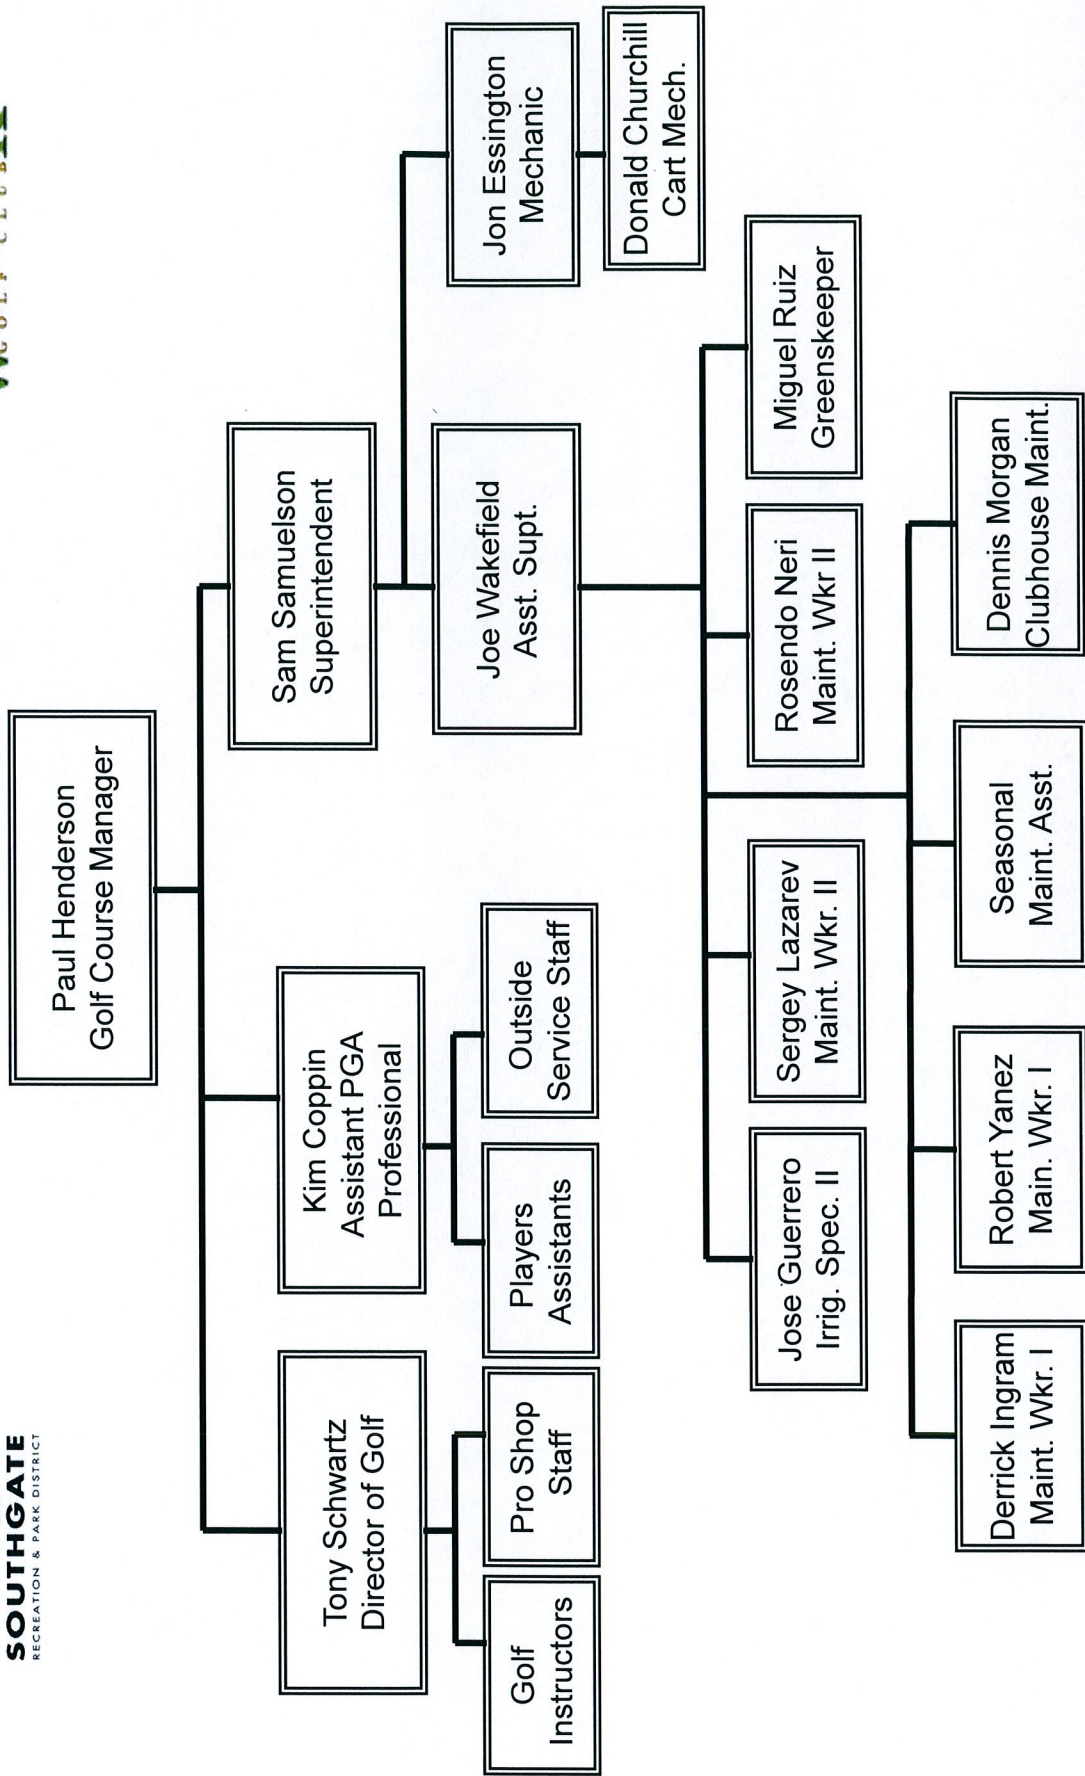 SOUTHGATE
RECREATION & PARK DISTRICT
Paul Henderson
Golf Course Manager
Tony Schwartz
Director of Golf
Kim Coppin
Assistant PGA
Professional
Sam Samuelson
Superintendent
Golf
Instructors
Pro Shop
Staff
Players
Assistants
Outside
Service Staff
Joe Wakefield
Asst. Supt.
Jon Essington
Mechanic
Donald Churchill
Cart Mech.
Jose Guerrero
Irrig. Spec. II
Sergey Lazarev
Maint. Wkr. II
Rosendo Neri
Maint. Wkr II
Miguel Ruiz
Greenskeeper
Derrick Ingram
Maint. Wkr. I
Robert Yanez
Main. Wkr. I
Seasonal
Maint. Asst.
Dennis Morgan
Clubhouse Maint.